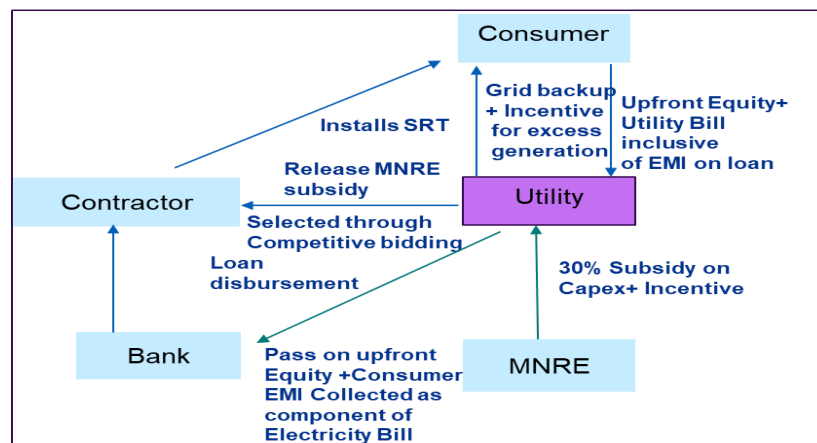 Consumer
Grid backup
+ Incentive
for excess
generation
Upfront Equity+
Utility Bill
inclusive
of EMI on loan
Installs SRT
Release MNRE
subsidy
Contractor
Utility
Selected through
Competitive bidding
Loan
disbursement
30% Subsidy on
Capex+ Incentive
Bank
Pass on upfront
Equity +Consumer
EMI Collected as
component of
Electricity Bill
MNRE